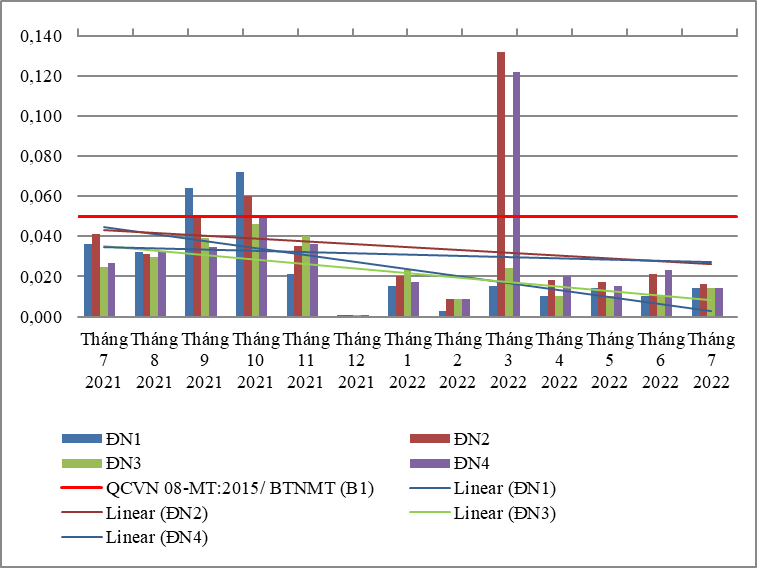 0,140
0,120
0,100
0,080
0,060
0,040
0,020
0,000
Tháng Tháng Tháng Tháng Tháng Tháng Tháng Tháng Tháng Tháng Tháng Tháng Tháng
7 8 9 10 11 12 1 2 3 4 5 6 7
2021 2021 2021 2021 2021 2021 2022 2022 2022 2022 2022 2022 2022
ĐN1 ĐN2
ĐN3 ĐN4
QCVN 08-MT:2015/ BTNMT (B1) Linear (ĐN1)
Linear (ĐN2) Linear (ĐN3)
Linear (ĐN4)